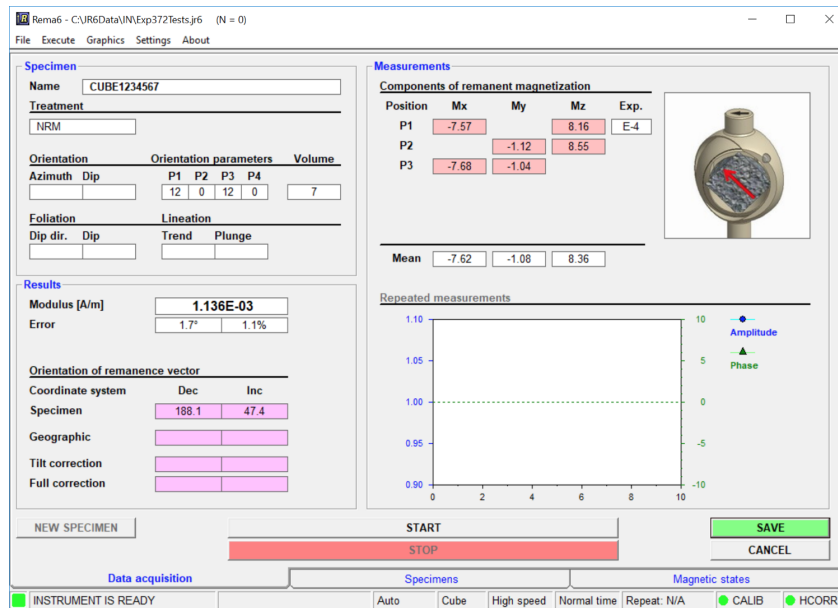 Rema6 - C:\JR6Data\IN\Exp372Tests.jr6 (N = 0)
File Execute Graphics Settings About
Specimen
Name CUBE1234567
Treatment
NRM
Orientation Orientation parameters Volume
Azimuth Dip P1 P2 P3 P4
12 0 12 0 7
Foliation Lineation
Dip dir. Dip Trend Plunge
Results
Modulus [A/m] 1.136E-03
Error 1.7° 1.1%
Orientation of remanence vector
Coordinate system Dec Inc
Specimen 188.1 47.4
Geographic
Tilt correction
Full correction
Measurements
Components of remanent magnetization
Position Mx My Mz Exp.
P1 -7.57 8.16 E-4
P2 -1.12 8.55
P3 -7.68 -1.04
Mean -7.62 -1.08 8.36
Repeated measurements
1.10 10
1.05 5
1.00 0
0.95 -5
0.90 -10
0 2 4 6 8 10
Amplitude
Phase
NEW SPECIMEN START SAVE
STOP CANCEL
Data acquisition Specimens Magnetic states
INSTRUMENT IS READY Auto Cube High speed Normal time Repeat: N/A CALIB HCORR